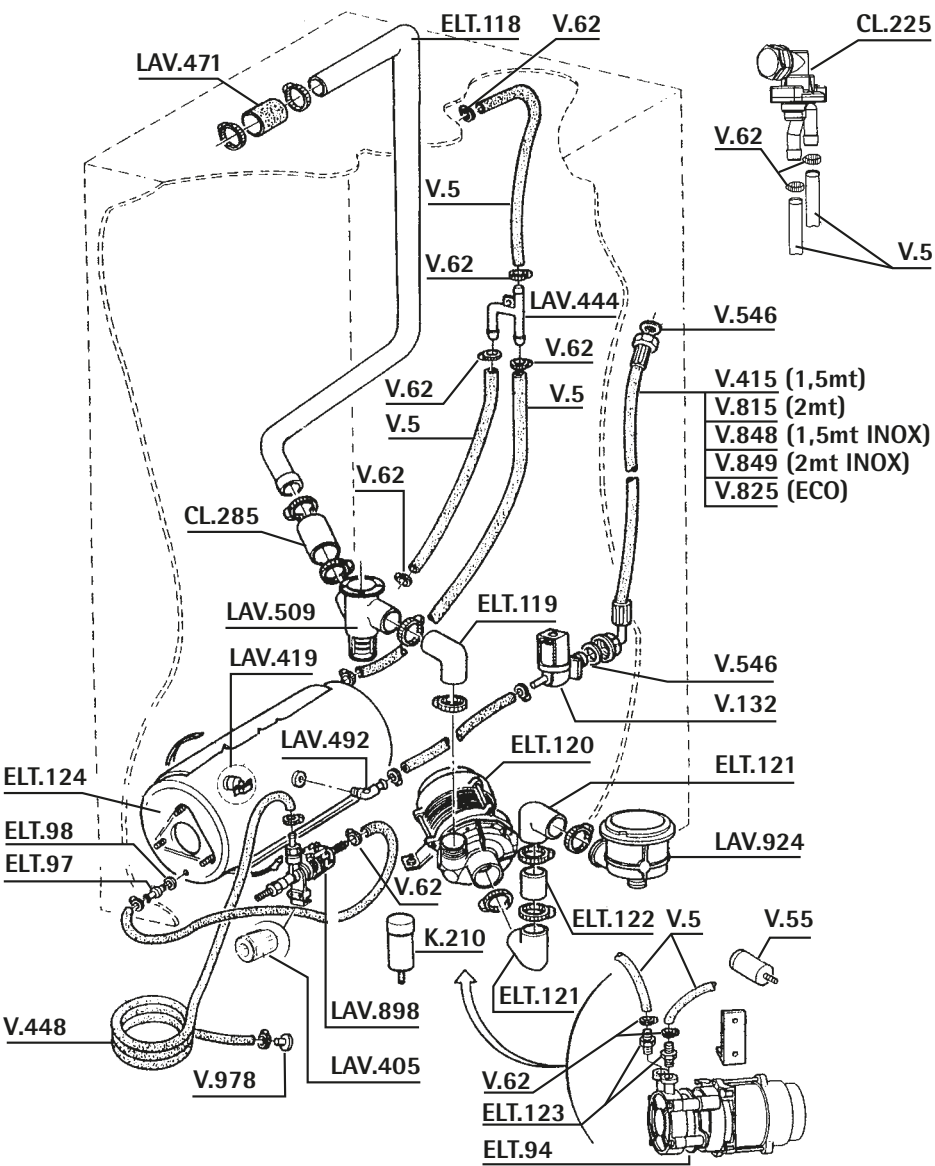 ELT.118
V.62
CL.225
LAV.471
V.62
V.5
V.62
V.5
LAV.444
V.546
V.62
V.62
V.415 (1,5mt)
V.5
V.815 (2mt)
V.5
V.848 (1,5mt INOX)
V.849 (2mt INOX)
V.62
V.825 (ECO)
CL.285
ELT.119
LAV.509
LAV.419
V.546
V.132
LAV.492
ELT.120
ELT.121
ELT.124
ELT.98
LAV.924
ELT.97
V.62
ELT.122
V.5
V.55
K.210
ELT.121
LAV.898
V.448
LAV.405
V.978
V.62
ELT.123
ELT.94